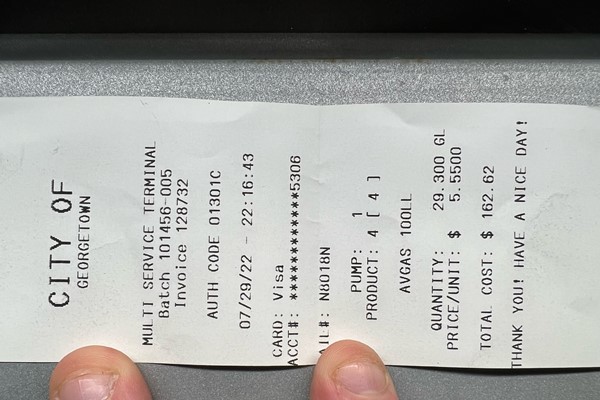 CITY OF
GEORGETOWN
MULTI SERVICE TERMINAL
Batch 101456-005
Invoice 128732
AUTH CODE 01301C
07/29/22 - 22:16:43
CARD: Visa
ACCT#: ************5306
AIL#: N8018N
PUMP: 1
PRODUCT: 4 [ 4 ]
AVGAS 100LL
QUANTITY: 29.300 GL
PRICE/UNIT: $ 5.5500
TOTAL COST: $ 162.62
THANK YOU! HAVE A NICE DAY!